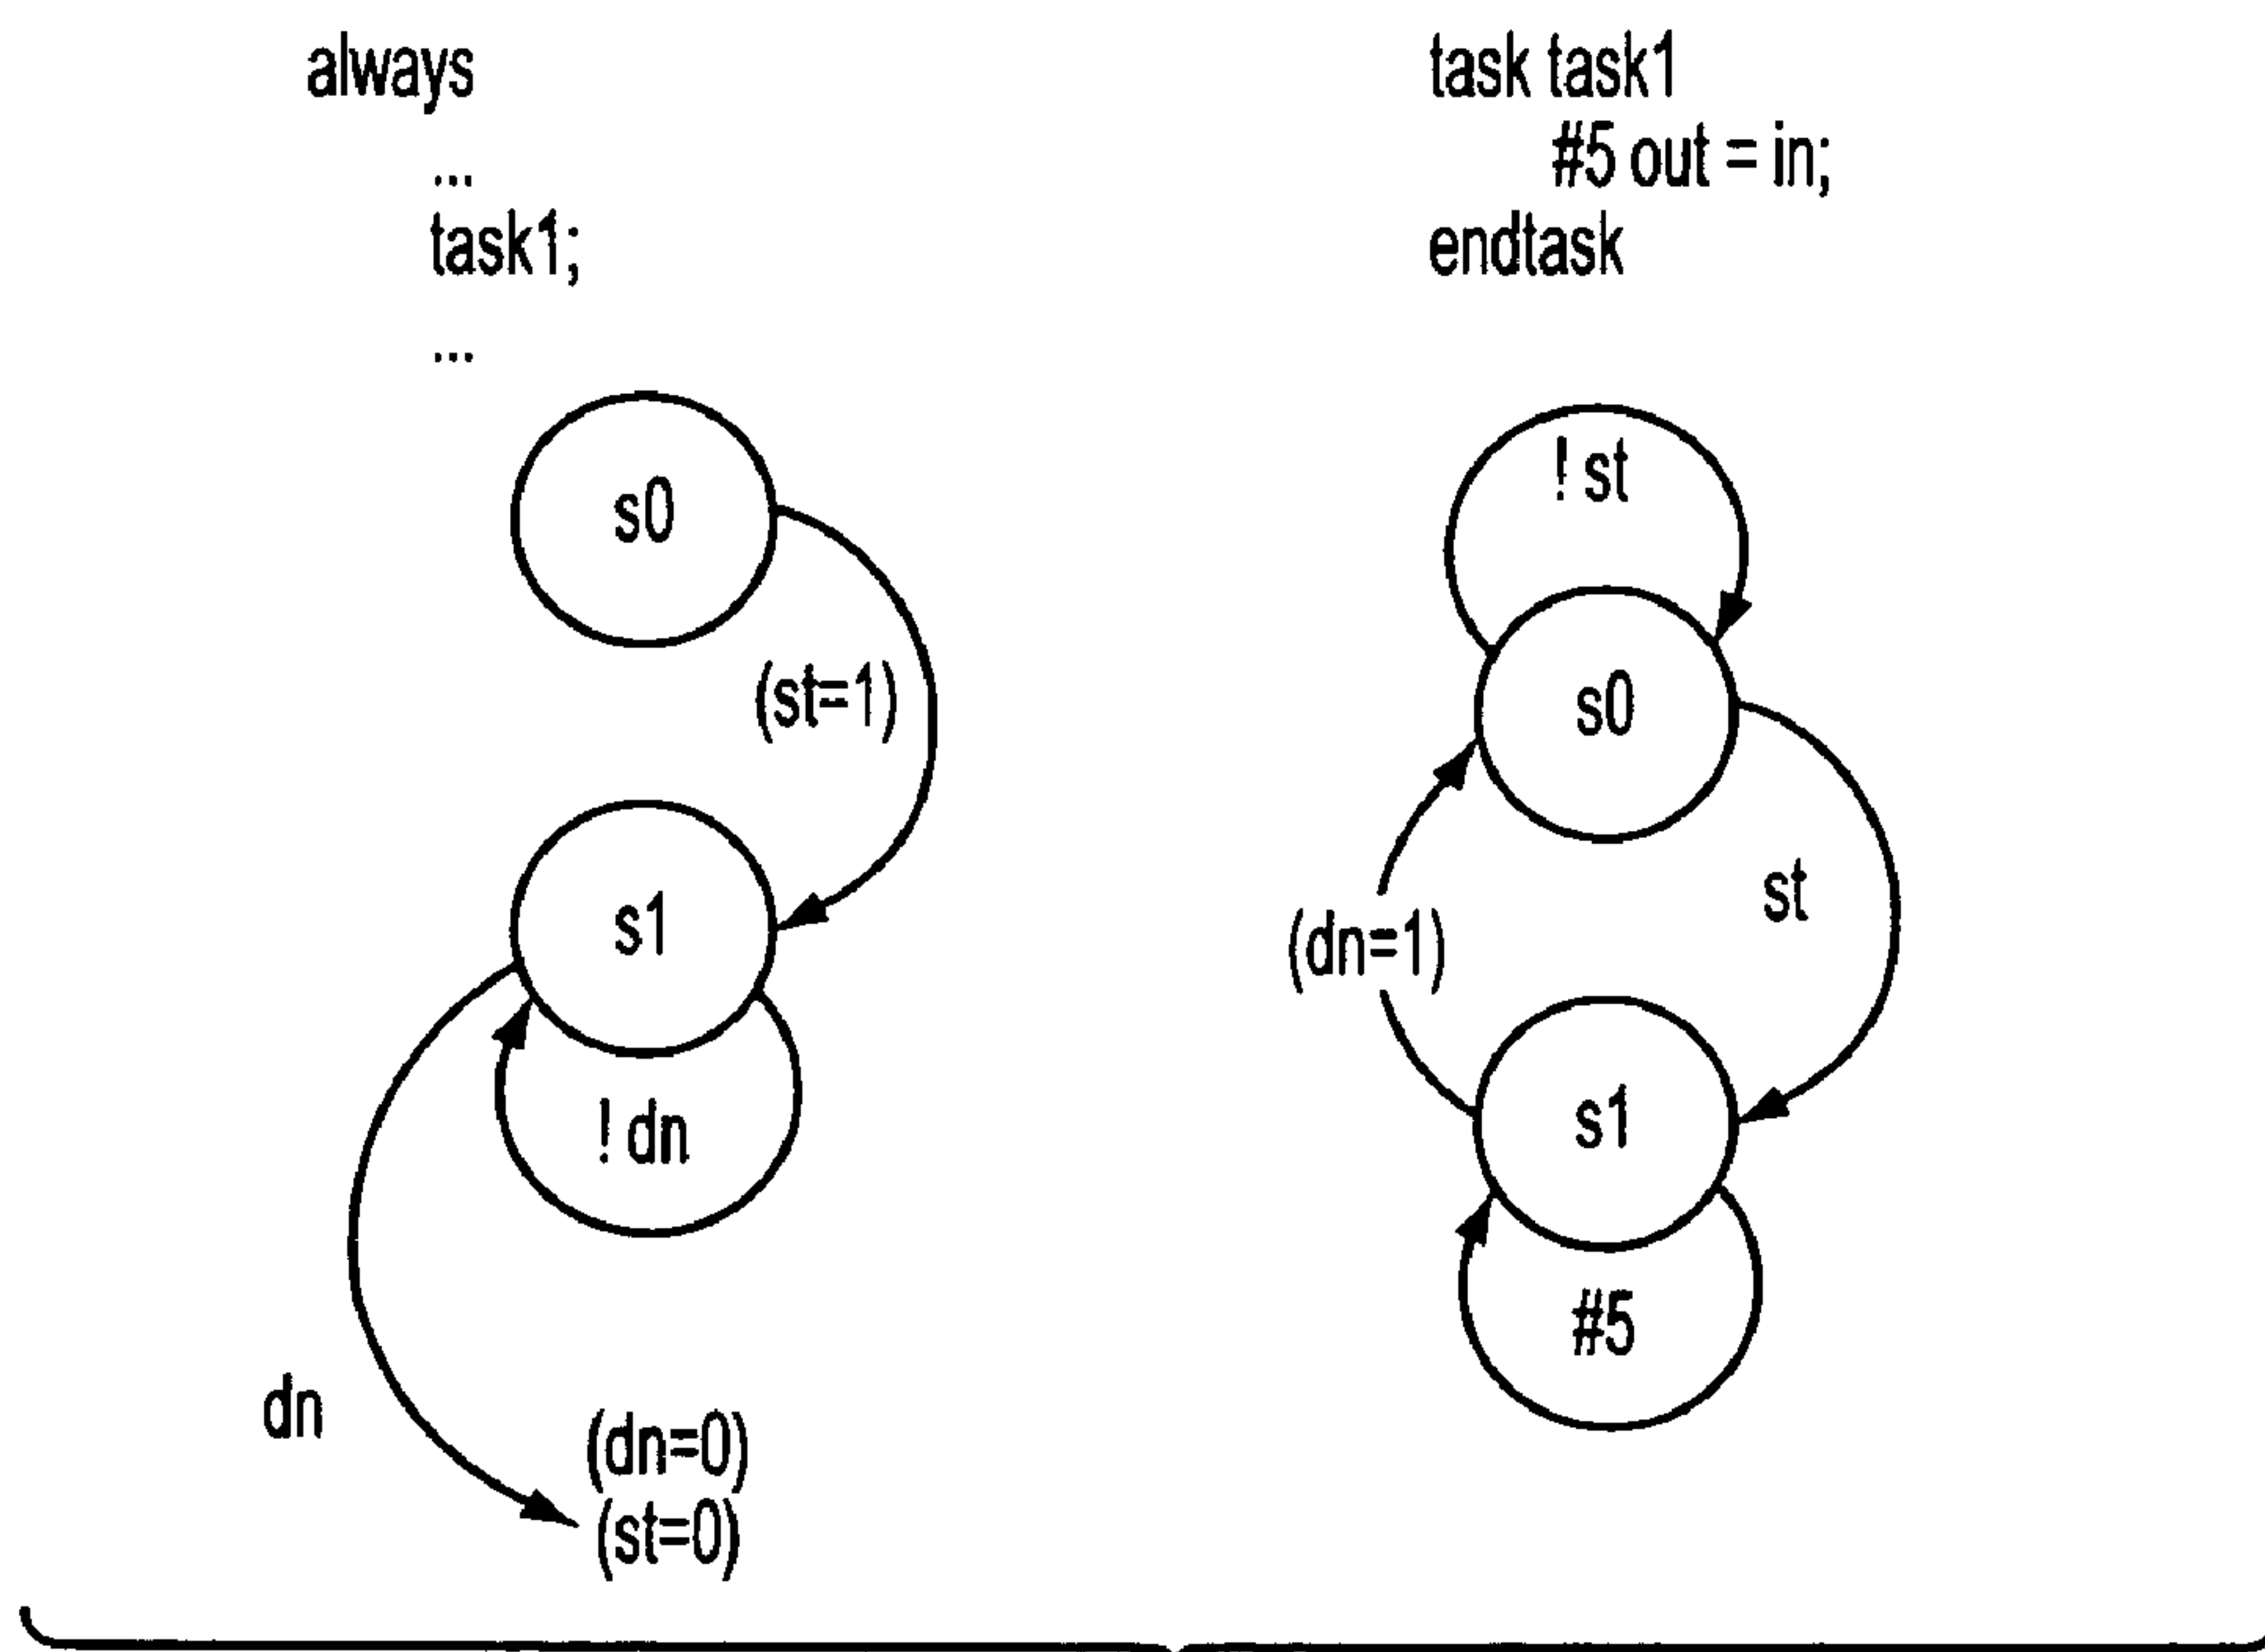 always
...
task1;
...
s0
(st=1)
s1
! dn
dn
(dn=0)
(st=0)
task task1
#5 out = in;
endtask
! st
s0
st
(dn=1)
s1
#5